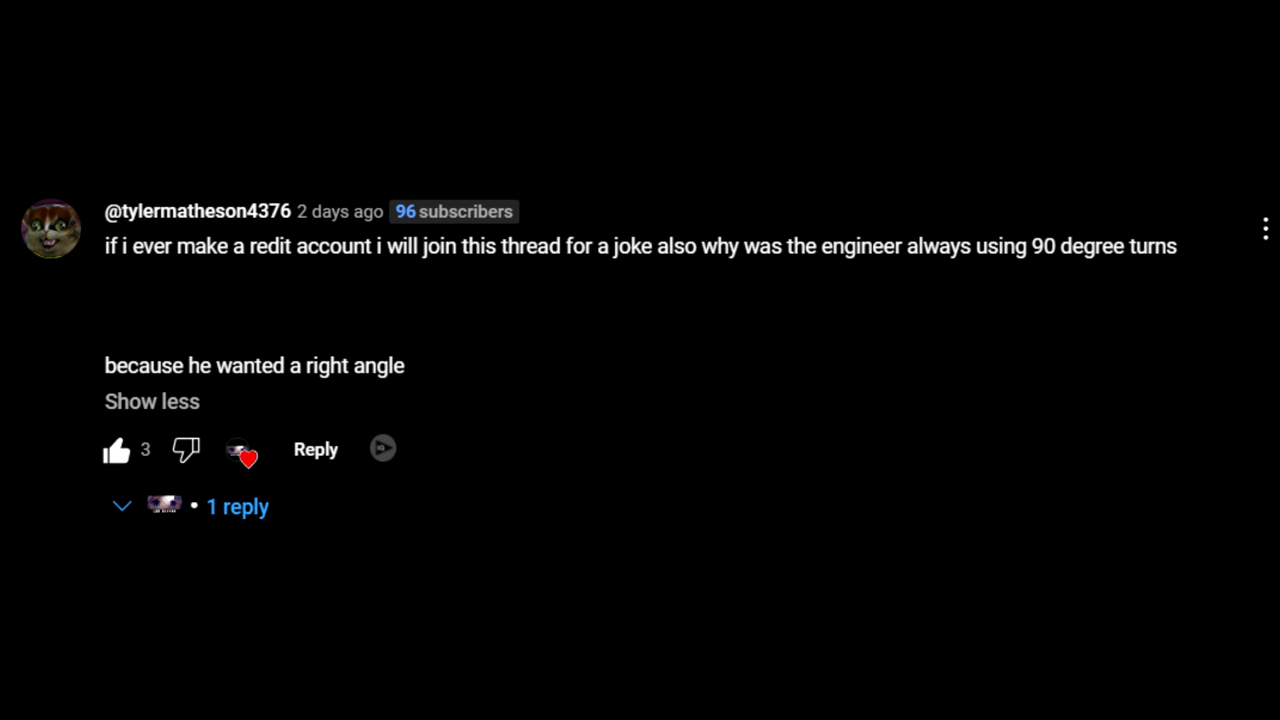 @tylermatheson4376 2 days ago 96 subscribers
if i ever make a redit account i will join this thread for a joke also why was the engineer always using 90 degree turns
because he wanted a right angle
Show less
3 Reply
• 1 reply